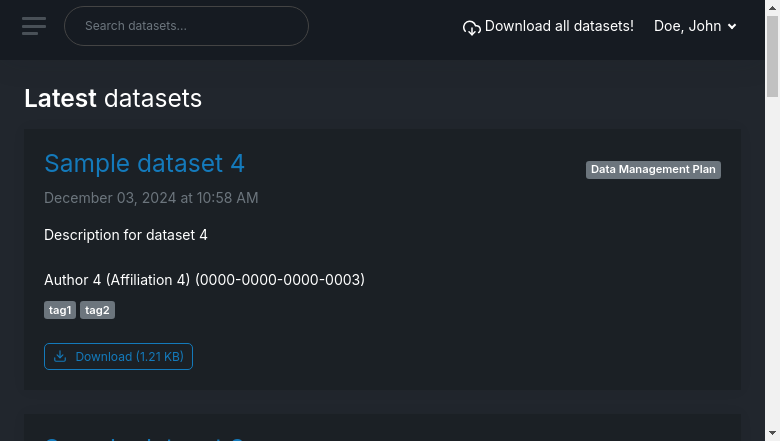 Search datasets...
Download all datasets!
Doe, John
Latest datasets
Sample dataset 4
Data Management Plan
December 03, 2024 at 10:58 AM
Description for dataset 4
Author 4 (Affiliation 4) (0000-0000-0000-0003)
tag1 tag2
Download (1.21 KB)